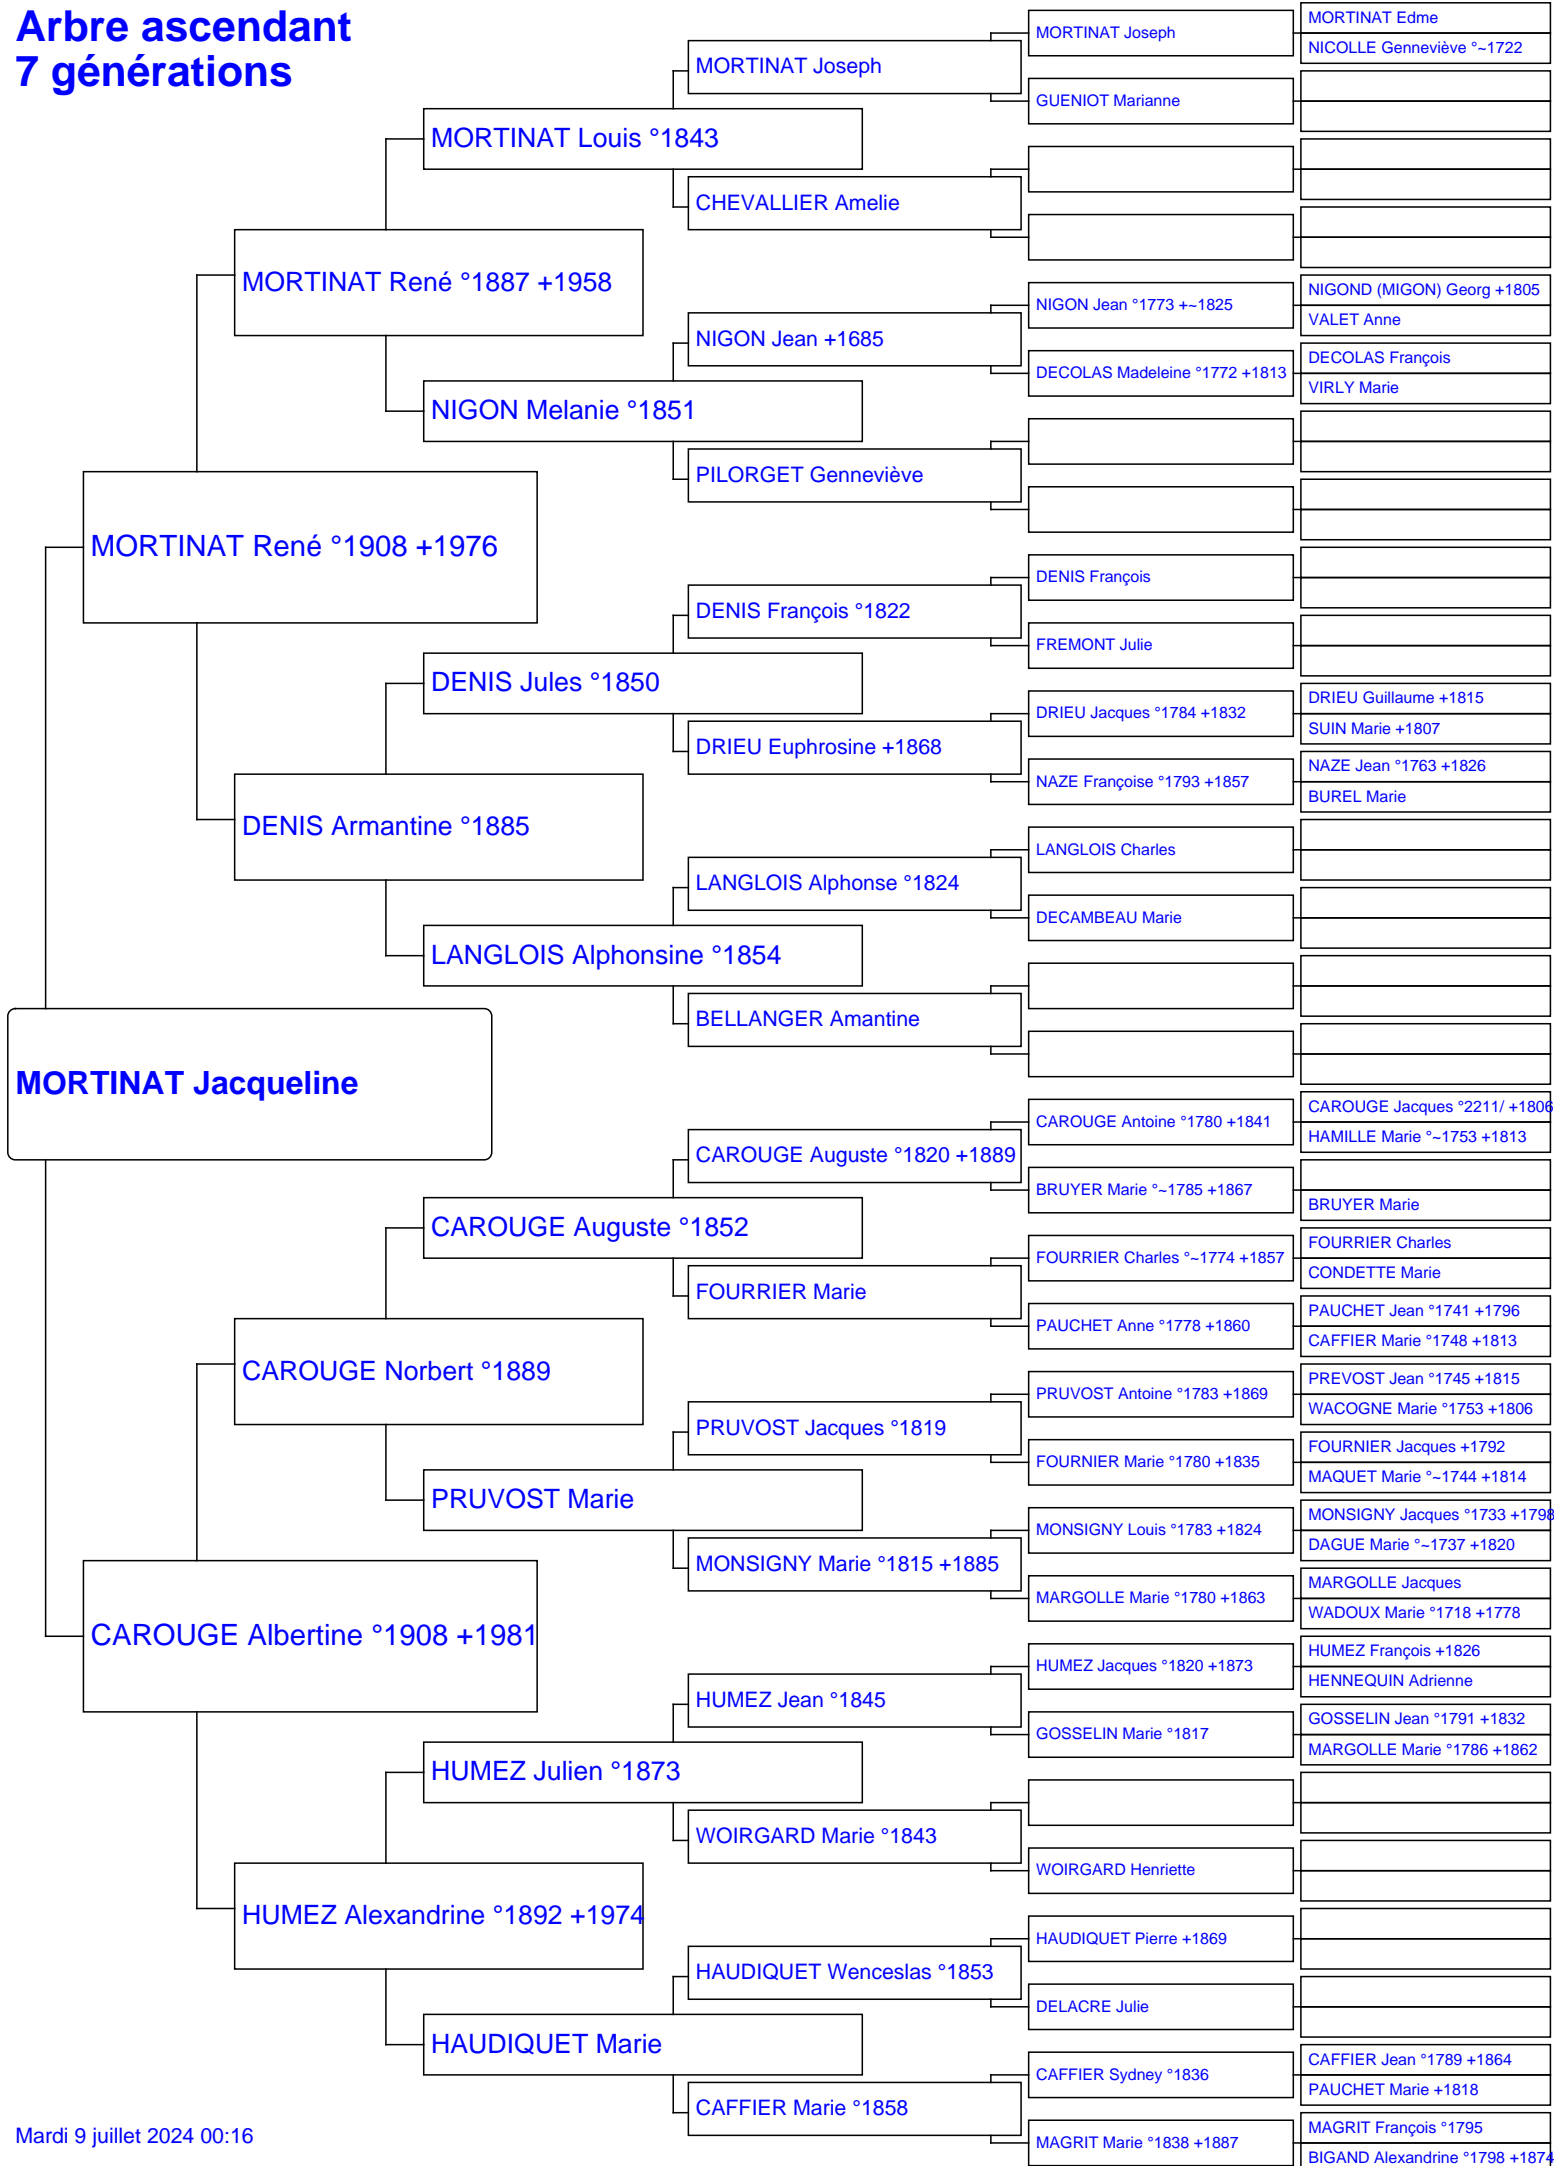 Arbre ascendant
7 générations
MORTINAT Jacqueline
MORTINAT René °1908 +1976
CAROUGE Albertine °1908 +1981
MORTINAT René °1887 +1958
DENIS Armantine °1885
CAROUGE Norbert °1889
HUMEZ Alexandrine °1892 +1974
MORTINAT Louis °1843
NIGON Melanie °1851
DENIS Jules °1850
LANGLOIS Alphonsine °1854
CAROUGE Auguste °1852
PRUVOST Marie
HUMEZ Julien °1873
HAUDIQUET Marie
MORTINAT Joseph
CHEVALLIER Amelie
NIGON Jean +1685
PILORGET Genneviève
DENIS François °1822
DRIEU Euphrosine +1868
LANGLOIS Alphonse °1824
BELLANGER Amantine
CAROUGE Auguste °1820 +1889
FOURRIER Marie
PRUVOST Jacques °1819
MONSIGNY Marie °1815 +1885
HUMEZ Jean °1845
WOIRGARD Marie °1843
HAUDIQUET Wenceslas °1853
CAFFIER Marie °1858
MORTINAT Joseph
GUENIOT Marianne
NIGON Jean °1773 +~1825
DECOLAS Madeleine °1772 +1813
DENIS François
FREMONT Julie
DRIEU Jacques °1784 +1832
NAZE Françoise °1793 +1857
LANGLOIS Charles
DECAMBEAU Marie
CAROUGE Antoine °1780 +1841
BRUYER Marie °~1785 +1867
FOURRIER Charles °~1774 +1857
PAUCHET Anne °1778 +1860
PRUVOST Antoine °1783 +1869
FOURNIER Marie °1780 +1835
MONSIGNY Louis °1783 +1824
MARGOLLE Marie °1780 +1863
HUMEZ Jacques °1820 +1873
GOSSELIN Marie °1817
WOIRGARD Henriette
HAUDIQUET Pierre +1869
DELACRE Julie
CAFFIER Sydney °1836
MAGRIT Marie °1838 +1887
MORTINAT Edme
NICOLLE Genneviève °~1722
NIGOND (MIGON) Georg +1805
VALET Anne
DECOLAS François
VIRLY Marie
DRIEU Guillaume +1815
SUIN Marie +1807
NAZE Jean °1763 +1826
BUREL Marie
CAROUGE Jacques °2211/ +1806
HAMILLE Marie °~1753 +1813
BRUYER Marie
FOURRIER Charles
CONDETTE Marie
PAUCHET Jean °1741 +1796
CAFFIER Marie °1748 +1813
PREVOST Jean °1745 +1815
WACOGNE Marie °1753 +1806
FOURNIER Jacques +1792
MAQUET Marie °~1744 +1814
MONSIGNY Jacques °1733 +1798
DAGUE Marie °~1737 +1820
MARGOLLE Jacques
WADOUX Marie °1718 +1778
HUMEZ François +1826
HENNEQUIN Adrienne
GOSSELIN Jean °1791 +1832
MARGOLLE Marie °1786 +1862
CAFFIER Jean °1789 +1864
PAUCHET Marie +1818
MAGRIT François °1795
BIGAND Alexandrine °1798 +1874
Mardi 9 juillet 2024 00:16